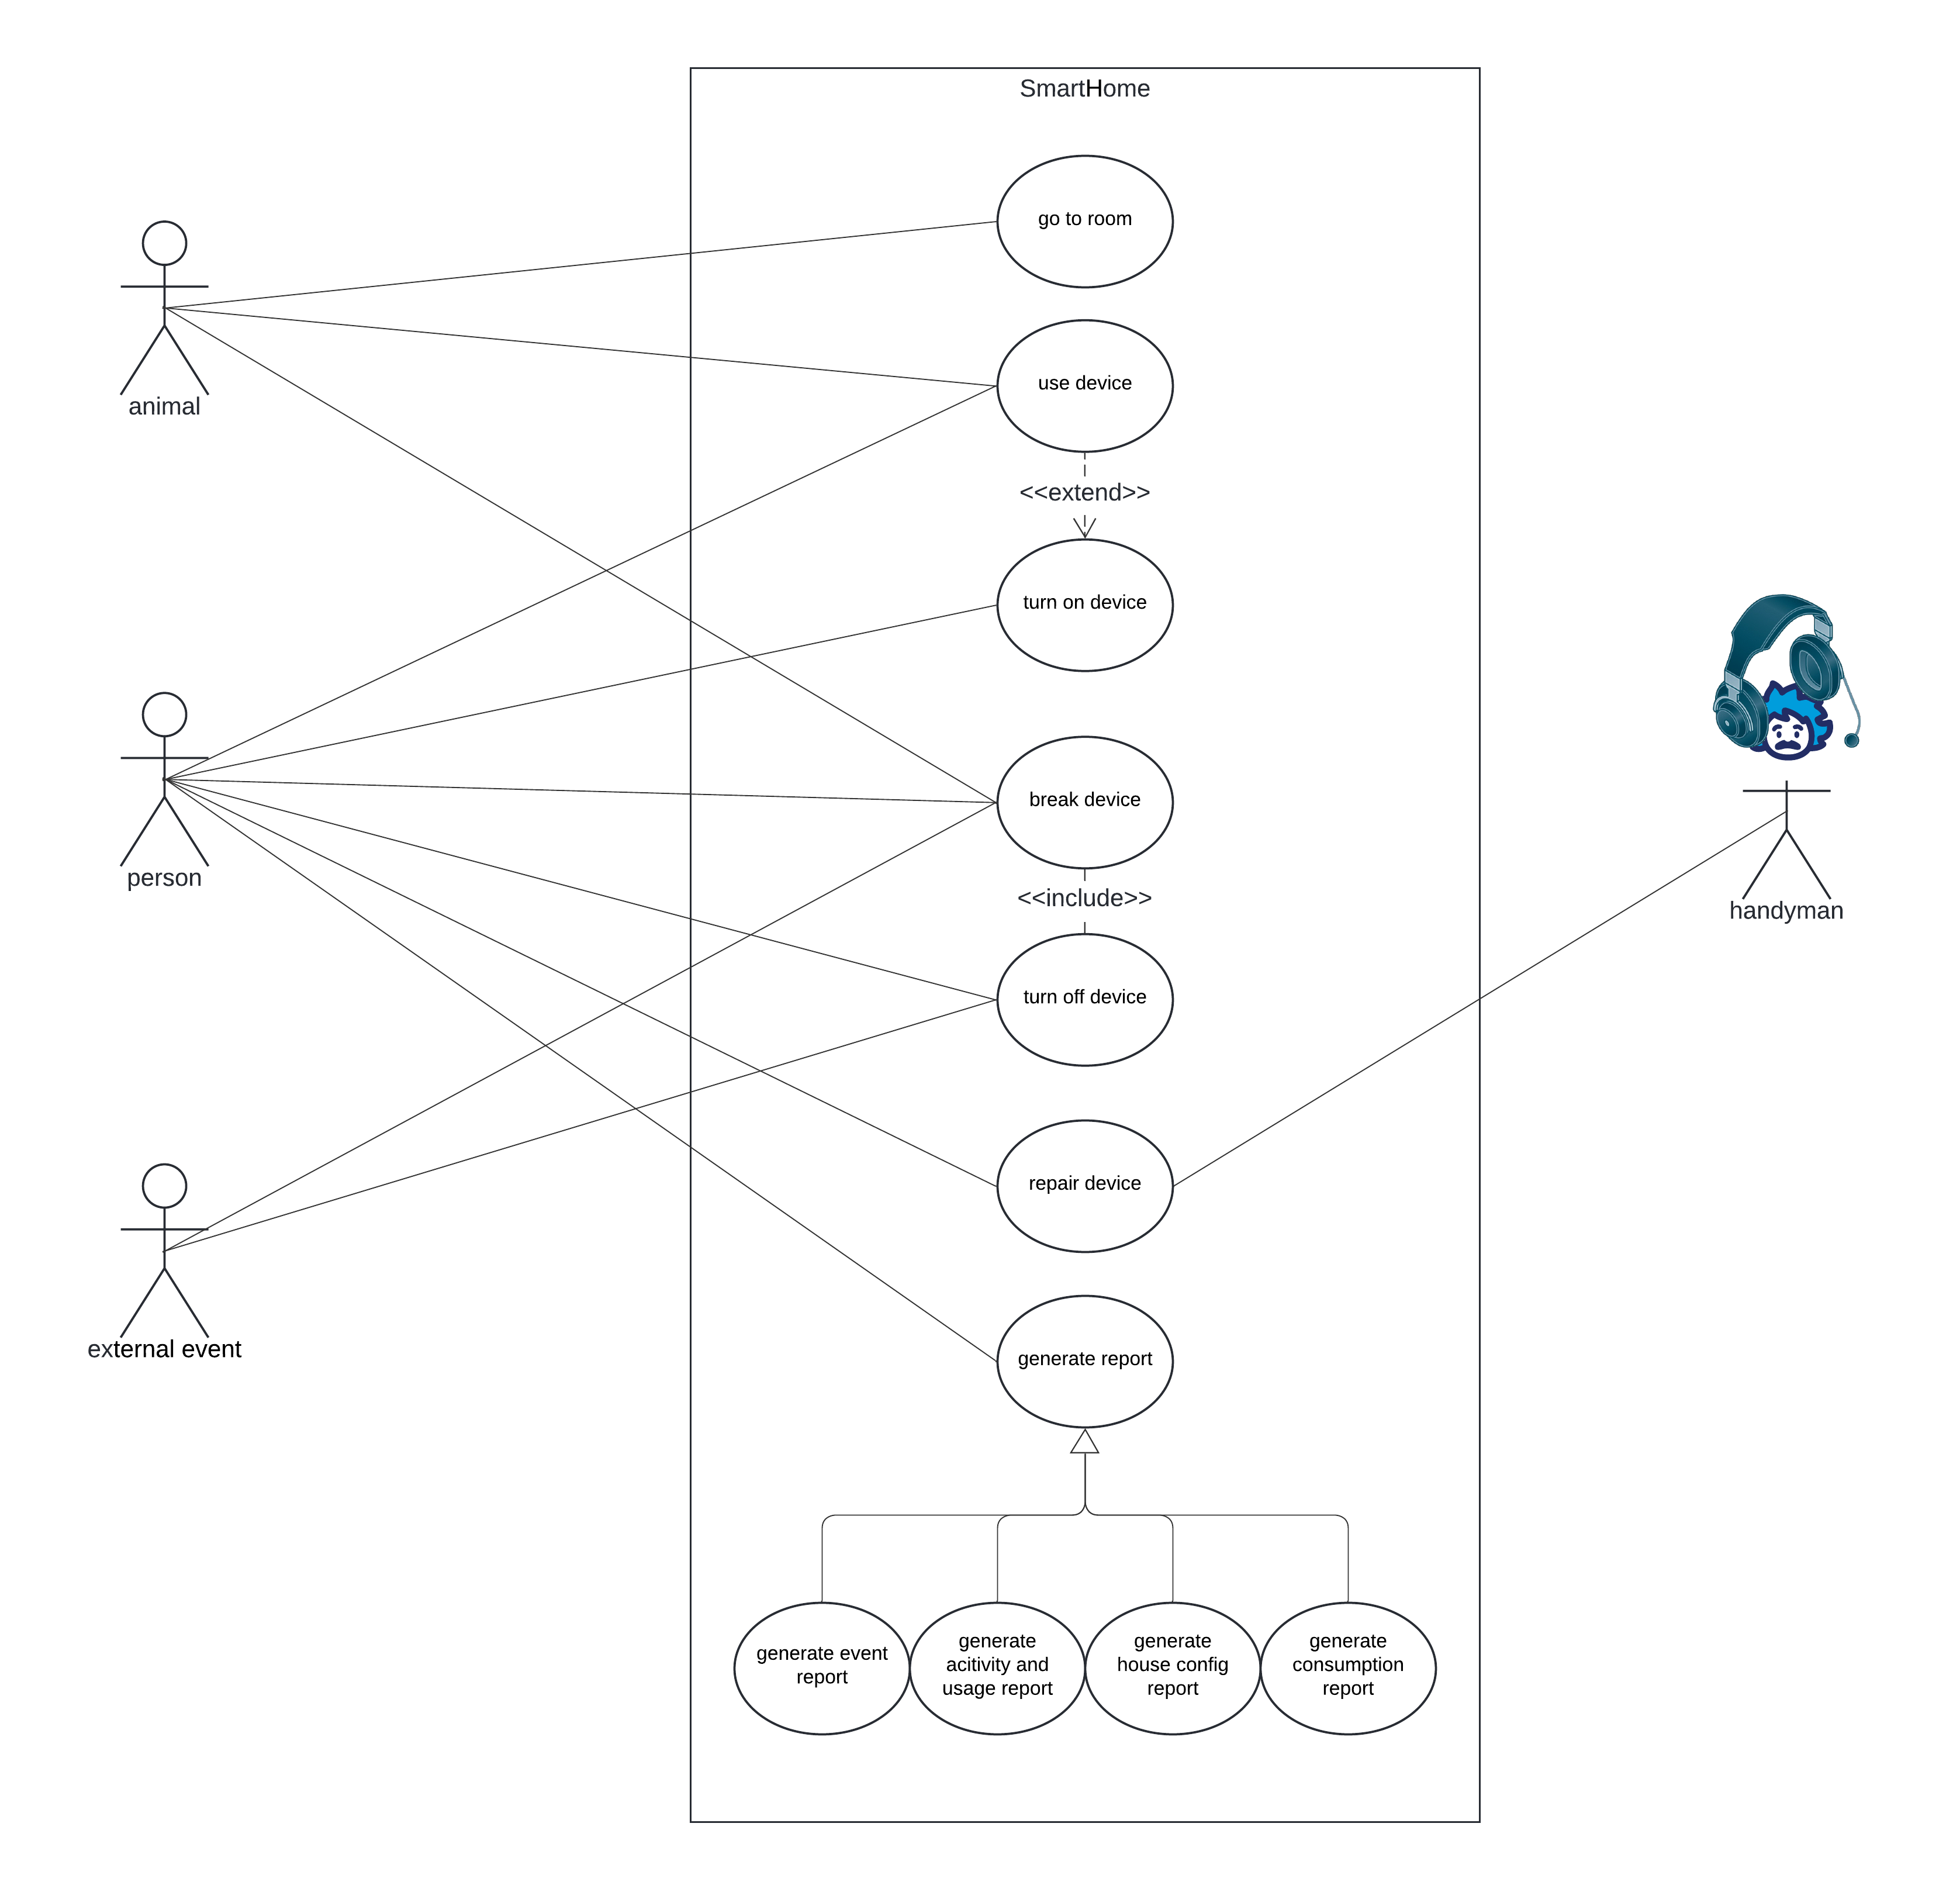 SmartHome
go to room
animal
use device
<<extend>>
turn on device
break device
person
<<include>>
handyman
turn off device
repair device
external event
generate report
generate event
report
generate
acitivity and
usage report
generate
house config
report
generate
consumption
report